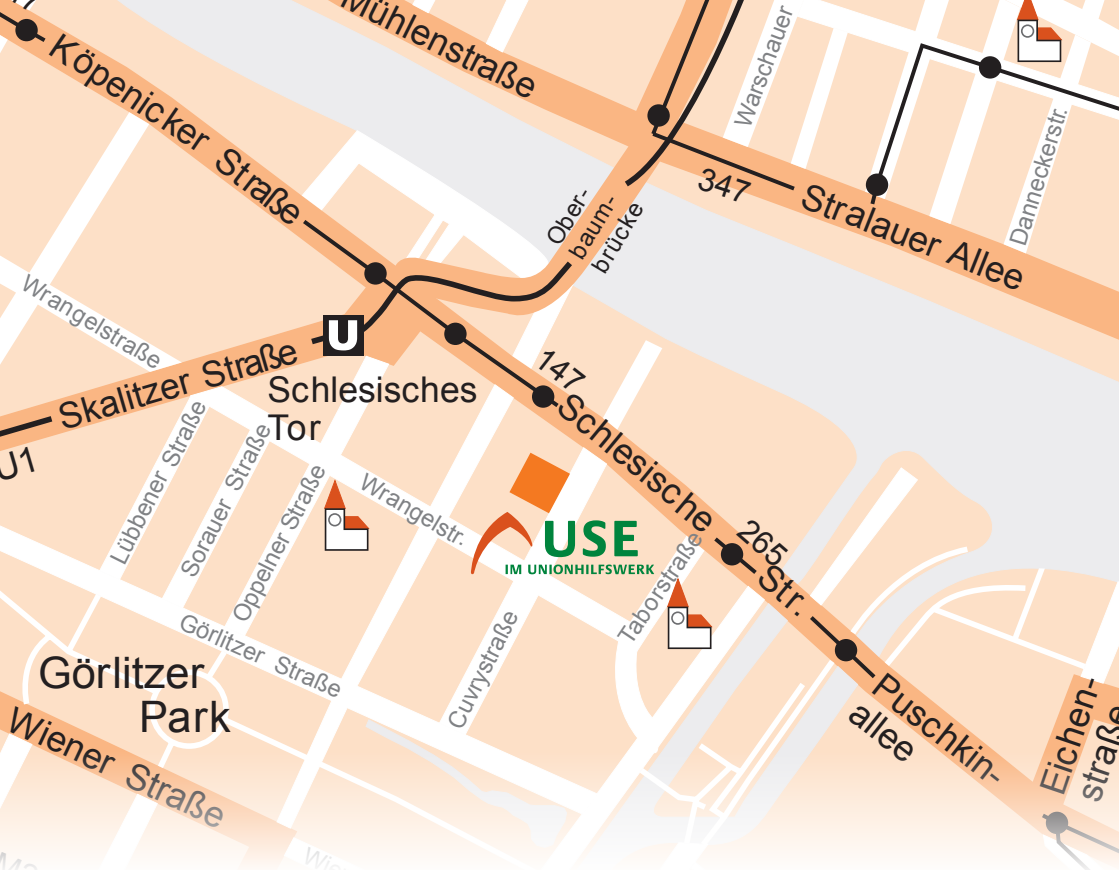 Mühlenstraße
Warschauer
Köpenicker Straße
Danneckerstr.
347
Stralauer Allee
Ober-
baum-
brücke
Wrangelstraße
U
Skalitzer Straße
U1
Schlesisches
Tor
147
Schlesische
Str.
265
Lübbener Straße
Sorauer Straße
Oppelner Straße
Wrangelstr.
USE
IM UNIONHILFSWERK
Taborstraße
Görlitzer Straße
Cuvrystraße
Görlitzer
Park
Wiener Straße
Puschkin-
allee
Eichen-
straße